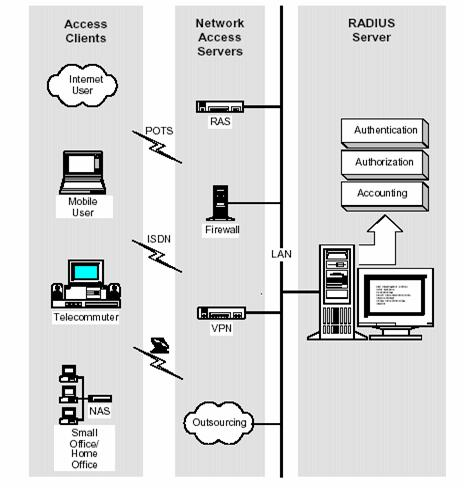 Access
Clients
Network
Access
Servers
RADIUS
Server
Internet
User
POTS
RAS
Mobile
User
ISDN
Firewall
LAN
Authentication
Authorization
Accounting
Telecommuter
VPN
NAS
Small
Office/
Home
Office
Outsourcing